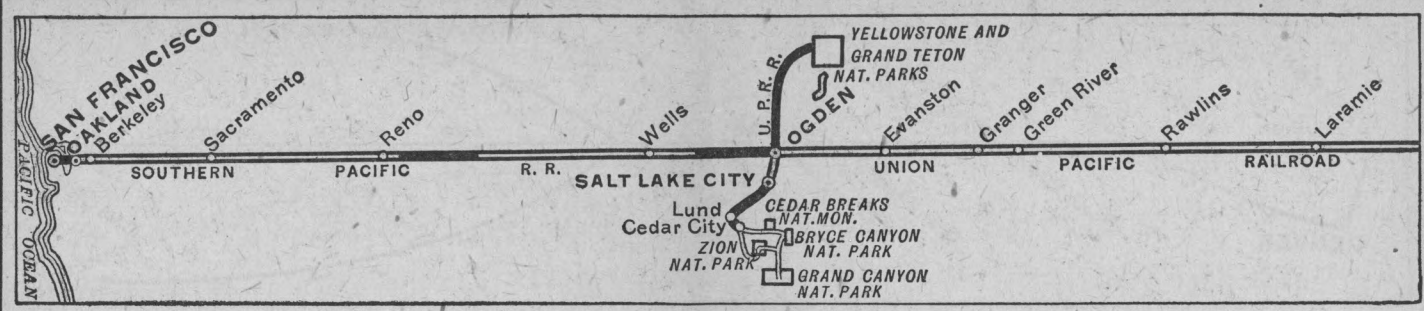 SAN FRANCISCO
OAKLAND
Berkeley
Sacramento
Reno
Wells
U. P. R. R.
YELLOWSTONE AND
GRAND TETON
NAT. PARKS
OGDEN
Evanston
Granger
Green River
Rawlins
Laramie
SOUTHERN PACIFIC R. R.
UNION PACIFIC RAILROAD
PACIFIC OCEAN
SALT LAKE CITY
Lund
Cedar City
CEDAR BREAKS
NAT. MON.
BRYCE CANYON
NAT. PARK
ZION
NAT. PARK
GRAND CANYON
NAT. PARK